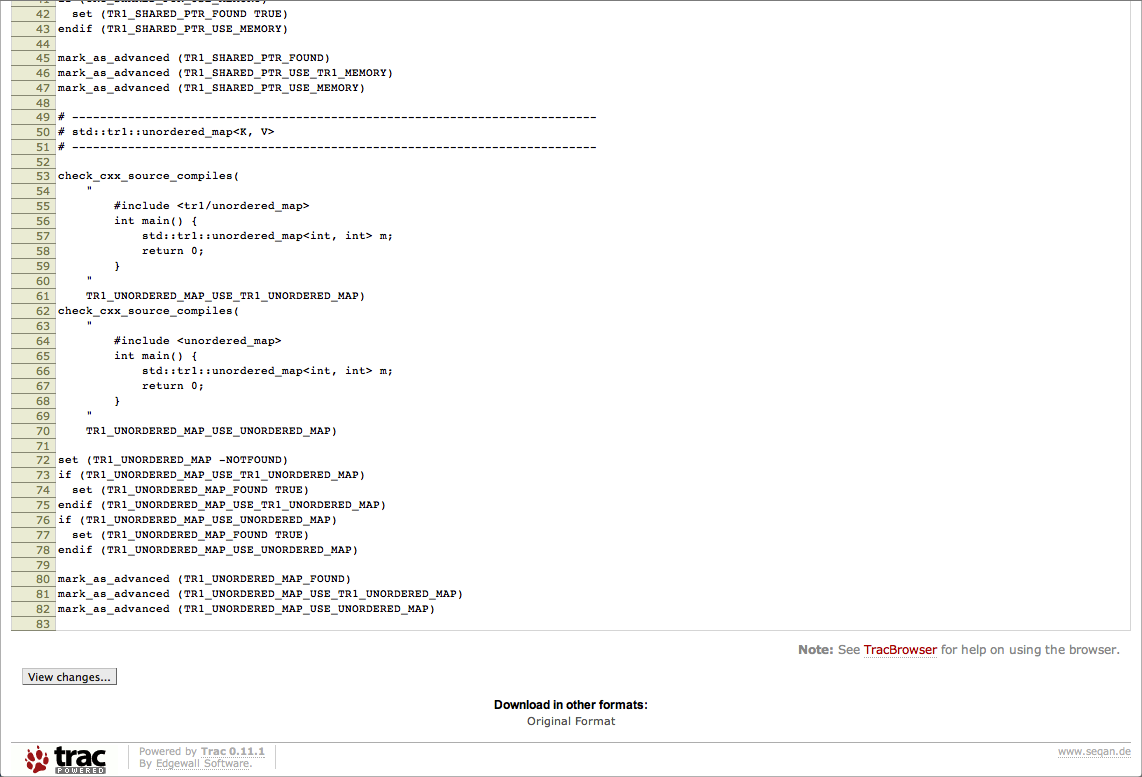 42   set (TR1_SHARED_PTR_FOUND TRUE)
43 endif (TR1_SHARED_PTR_USE_MEMORY)
44
45 mark_as_advanced (TR1_SHARED_PTR_FOUND)
46 mark_as_advanced (TR1_SHARED_PTR_USE_TR1_MEMORY)
47 mark_as_advanced (TR1_SHARED_PTR_USE_MEMORY)
48
49 # ---------------------------------------------------------------------------
50 # std::tr1::unordered_map<K, V>
51 # ---------------------------------------------------------------------------
52
53 check_cxx_source_compiles(
54     "
55         #include <tr1/unordered_map>
56         int main() {
57             std::tr1::unordered_map<int, int> m;
58             return 0;
59         }
60     "
61     TR1_UNORDERED_MAP_USE_TR1_UNORDERED_MAP)
62 check_cxx_source_compiles(
63     "
64         #include <unordered_map>
65         int main() {
66             std::tr1::unordered_map<int, int> m;
67             return 0;
68         }
69     "
70     TR1_UNORDERED_MAP_USE_UNORDERED_MAP)
71
72 set (TR1_UNORDERED_MAP -NOTFOUND)
73 if (TR1_UNORDERED_MAP_USE_TR1_UNORDERED_MAP)
74   set (TR1_UNORDERED_MAP_FOUND TRUE)
75 endif (TR1_UNORDERED_MAP_USE_TR1_UNORDERED_MAP)
76 if (TR1_UNORDERED_MAP_USE_UNORDERED_MAP)
77   set (TR1_UNORDERED_MAP_FOUND TRUE)
78 endif (TR1_UNORDERED_MAP_USE_UNORDERED_MAP)
79
80 mark_as_advanced (TR1_UNORDERED_MAP_FOUND)
81 mark_as_advanced (TR1_UNORDERED_MAP_USE_TR1_UNORDERED_MAP)
82 mark_as_advanced (TR1_UNORDERED_MAP_USE_UNORDERED_MAP)
83
Note: See TracBrowser for help on using the browser.
View changes...
Download in other formats:
Original Format
trac POWERED
Powered by Trac 0.11.1
By Edgewall Software.
www.seqan.de